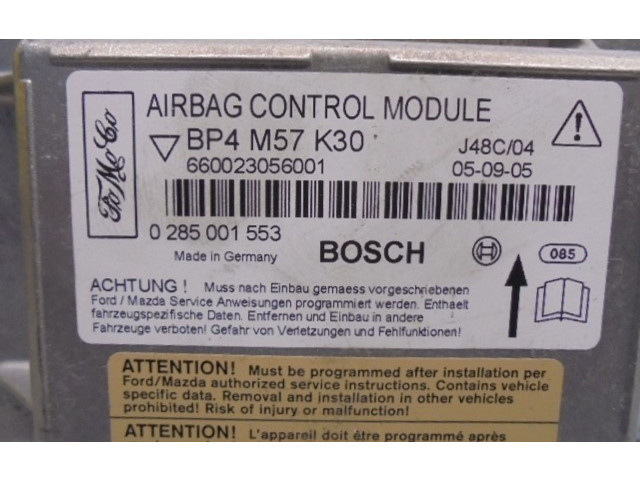 FoMoCo
AIRBAG CONTROL MODULE
BP4 M57 K30
J48C/04
660023056001
05-09-05
0 285 001 553
BOSCH
085
Made in Germany
ACHTUNG ! Muss nach Einbau gemaess vorgeschriebenen
Ford / Mazda Service Anweisungen programmiert werden. Enthaelt
fahrzeugspezifische Daten. Entfernen und Einbau in andere
Fahrzeuge verboten! Gefahr von Verletzungen und Fehlfunktionen!
ATTENTION! Must be programmed after installation per
Ford/Mazda authorized service instructions. Contains vehicle
specific data. Removal and installation in other vehicles
prohibited! Risk of injury or malfunction!
ATTENTION! L'appareil doit être programmé après